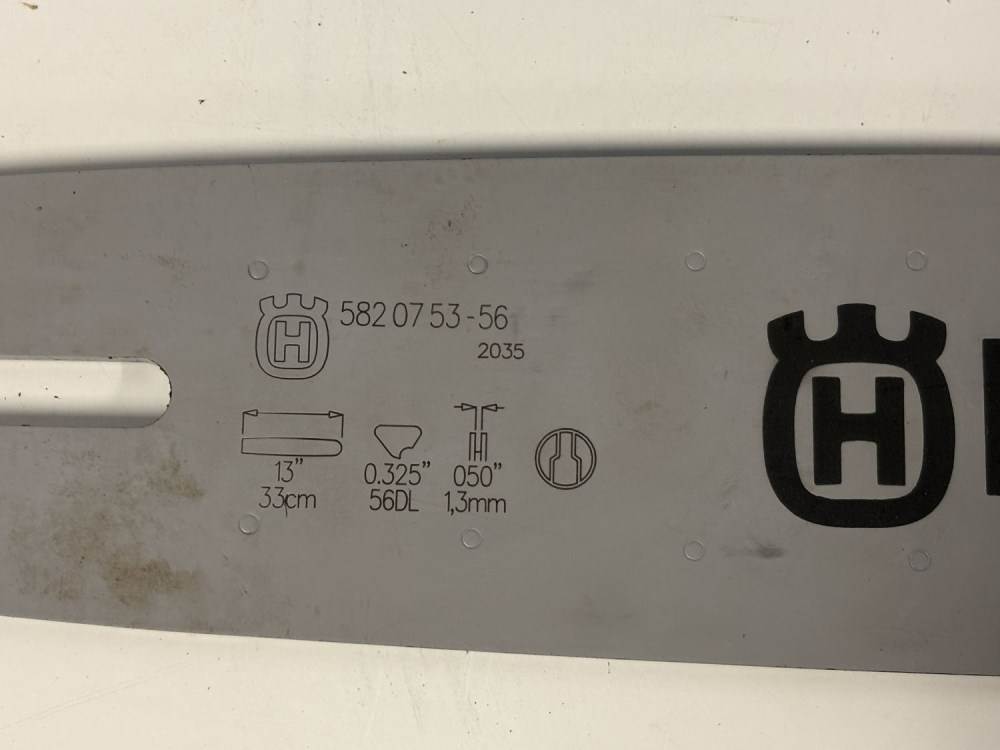 H 582 07 53-56
2035
13" 0.325" 050"
33cm 56DL 1,3mm
H